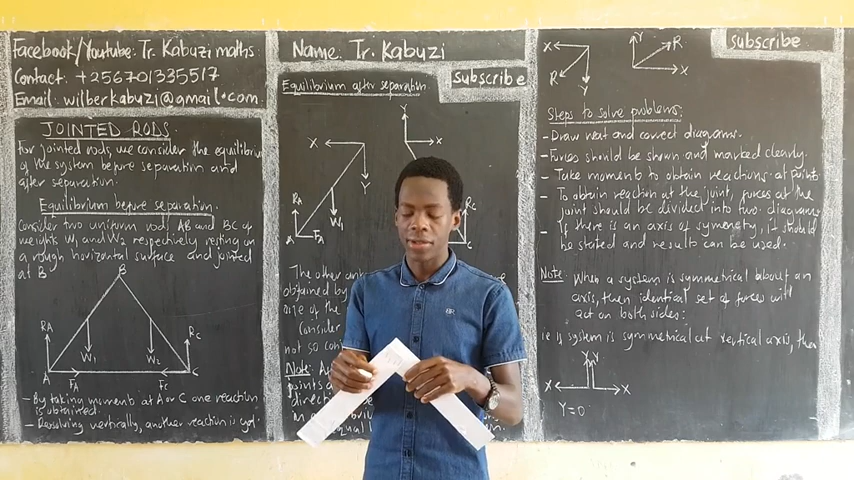 Facebook/Youtube: Tr. Kabuzi maths.
Contact: +256701335517
Email: wilberkabuzi@gmail.com
JOINTED RODS
For jointed rods, we consider the equilibrium
of the system before separation and
after separation.
Equilibrium before separation.
Consider two uniform rods AB and BC of
weights W1 and W2 respectively resting on
a rough horizontal surface and jointed
at B
B
RA
RC
W1
W2
A
FA
FC
C
- By taking moments at A or C one reaction
is obtained.
- Resolving vertically, another reaction is
Name: Tr. Kabuzi
subscribe
Equilibrium after separation.
X
Y
Y
X
RA
W1
A
FA
RC
C
The other
obtained by
one of the
Consider
not so
Note:
points
in
equal
subscribe
X
R
Y
Y
R
X
Steps to solve problems.
- Draw neat and correct diagrams.
- Forces should be shown and marked clearly.
- Take moments to obtain reactions at points
- To obtain reaction at the joint, forces at the
joint should be divided into two diagrams
- If there is an axis of symmetry, it should
be stated and results can be used.
Note: When a system is symmetrical about an
axis, then identical set of forces will
act on both sides:
ie if system is symmetrical at vertical axis, then
Y Y
X
X
Y=0